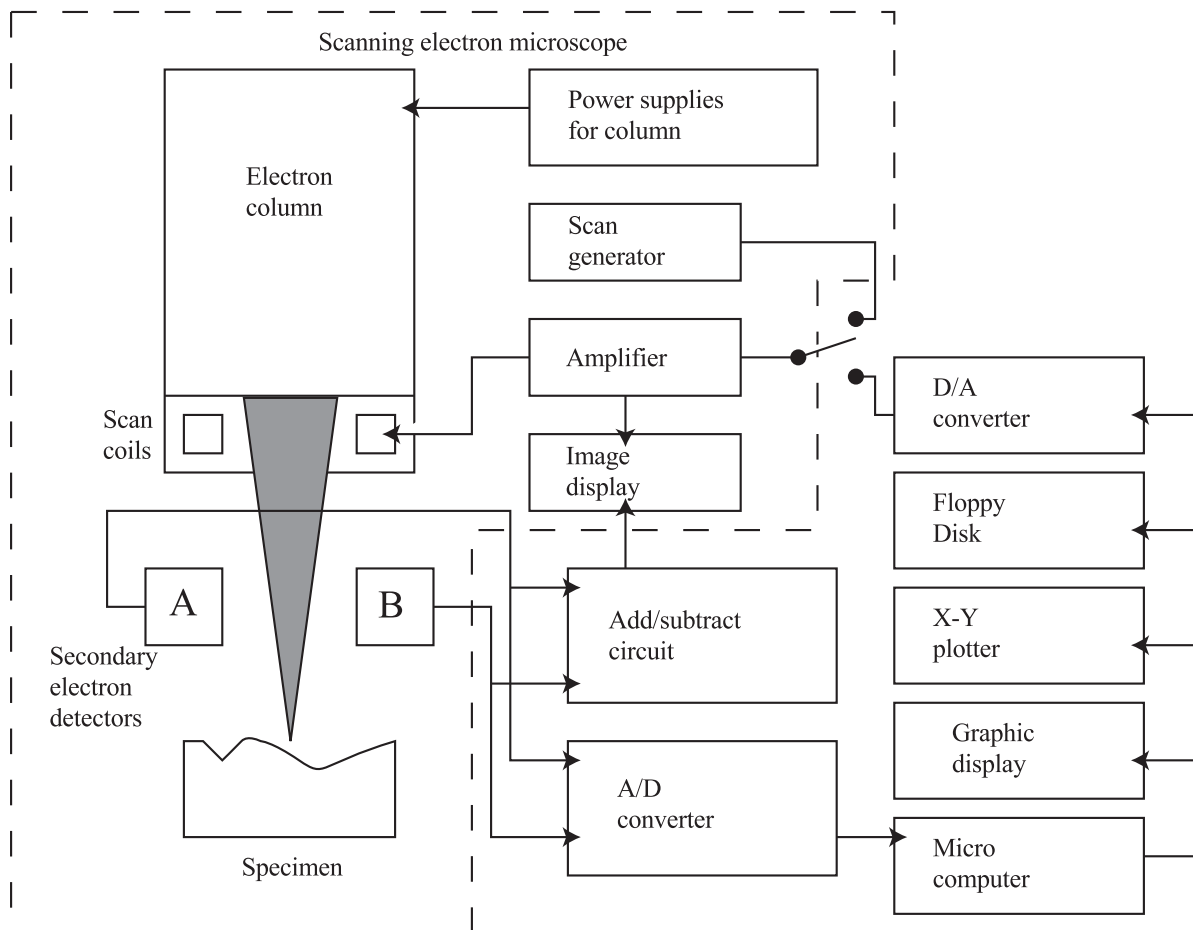 Scanning electron microscope
Power supplies
for column
Electron
column
Scan
generator
Amplifier
D/A
converter
Scan
coils
Image
display
Floppy
Disk
A
B
Add/subtract
circuit
X-Y
plotter
Secondary
electron
detectors
Graphic
display
A/D
converter
Micro
computer
Specimen